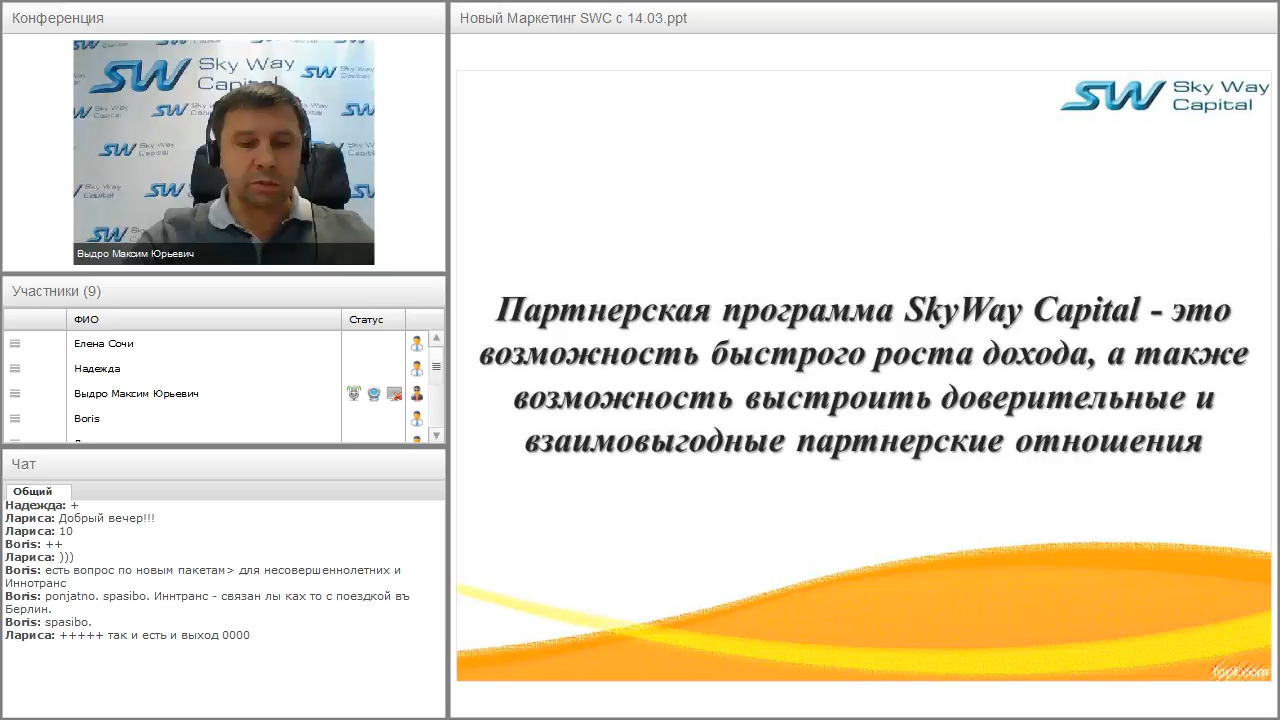 Конференция
Sky Way
Capital
Выдро Максим Юрьевич
Участники (9)
ФИО
Статус
Елена Сочи
Надежда
Выдро Максим Юрьевич
Boris
Чат
Общий
Надежда: +
Лариса: Добрый вечер!!!
Лариса: 10
Boris: ++
Лариса: )))
Boris: есть вопрос по новым пакетам> для несовершеннолетних и
Иннотранс
Boris: ponjatno. spasibo. Иннтранс - связан лы ках то с поездкой въ
Берлин.
Boris: spasibo.
Лариса: +++++ так и есть и выход 0000
Новый Маркетинг SWC с 14.03.ppt
SW Sky Way
Capital
Партнерская программа SkyWay Capital - это
возможность быстрого роста дохода, а также
возможность выстроить доверительные и
взаимовыгодные партнерские отношения
fppt.com